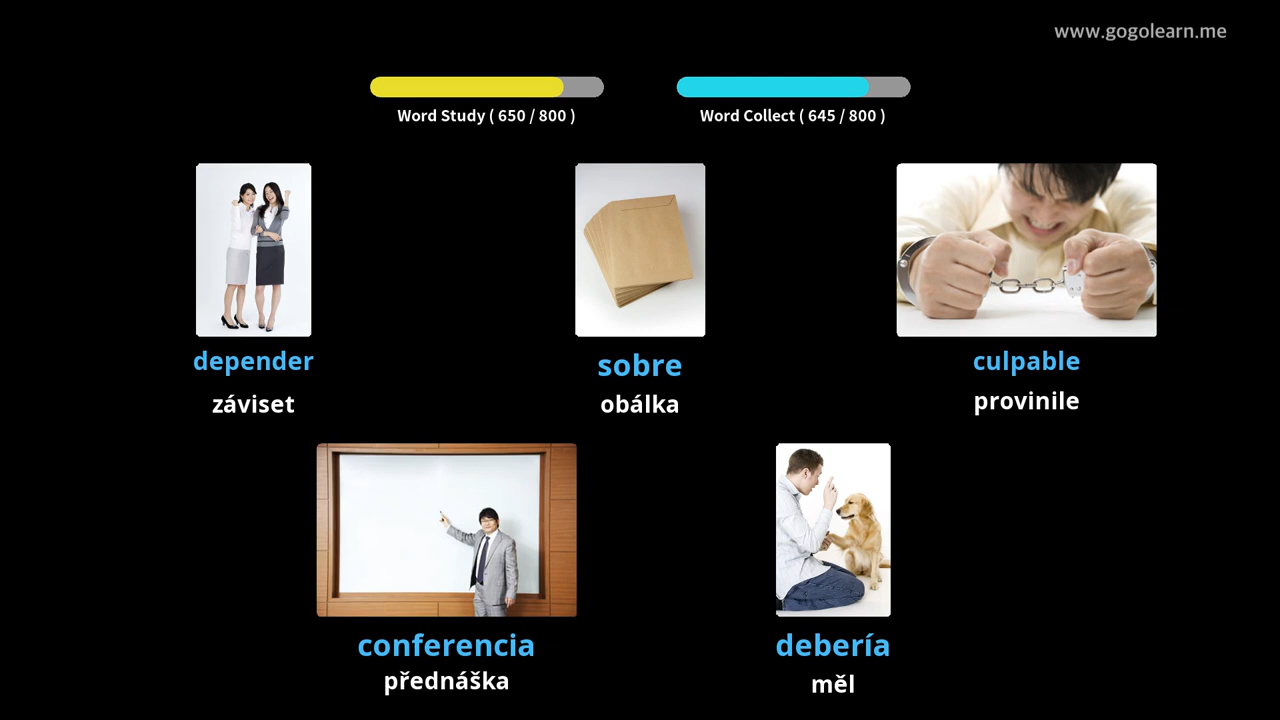 www.gogolearn.me
Word Study ( 650 / 800 )
Word Collect ( 645 / 800 )
depender
záviset
sobre
obálka
culpable
provinile
conferencia
přednáška
debería
měl